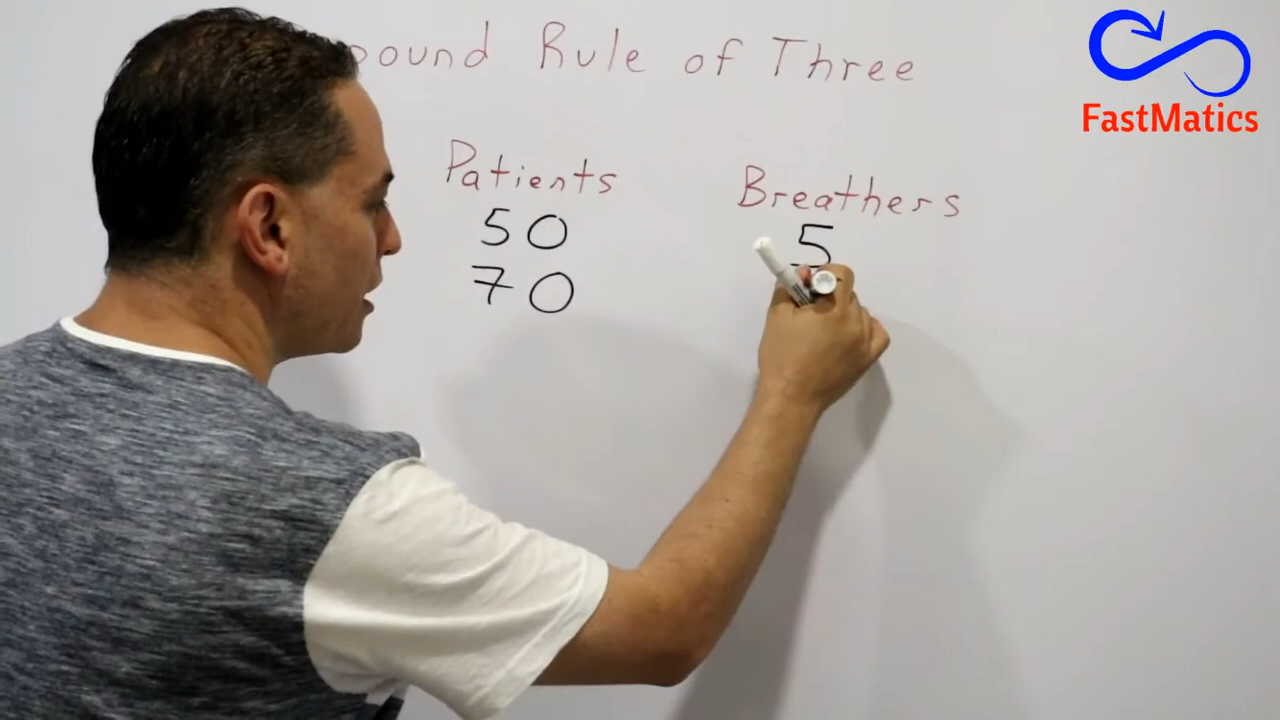 pound Rule of Three
FastMatics
Patients
Breathers
50
5
70